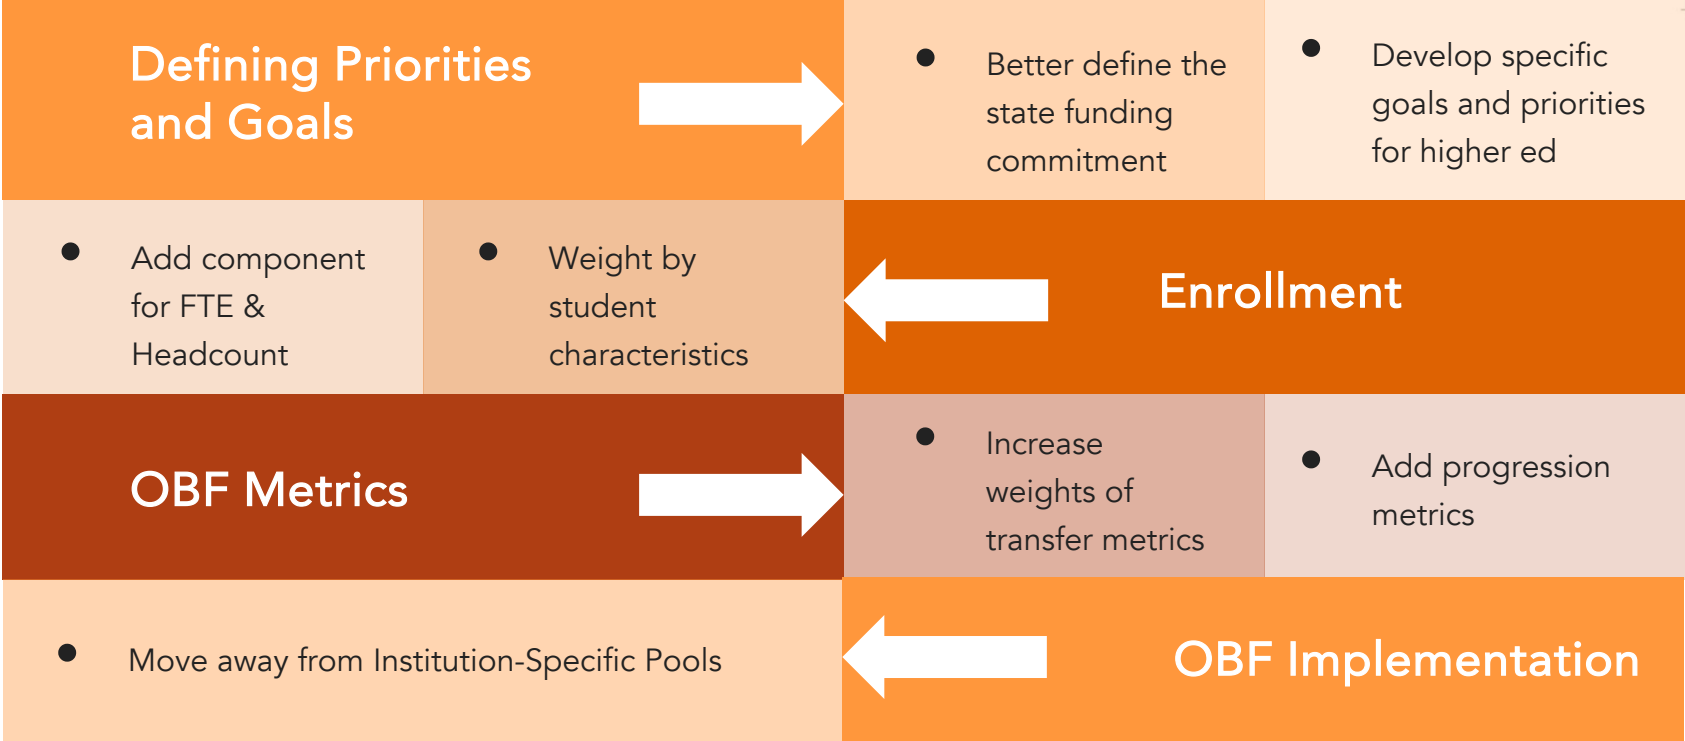 Defining Priorities
and Goals
● Better define the
state funding
commitment
● Develop specific
goals and priorities
for higher ed
● Add component
for FTE &
Headcount
● Weight by
student
characteristics
Enrollment
OBF Metrics
● Increase
weights of
transfer metrics
● Add progression
metrics
● Move away from Institution-Specific Pools
OBF Implementation